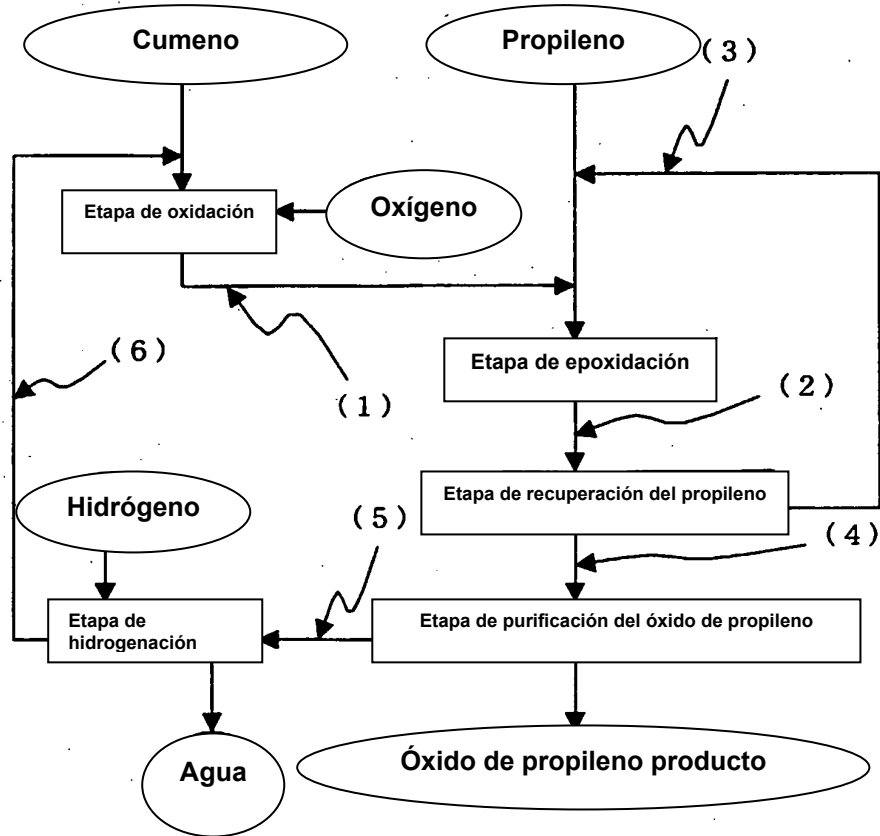 Cumeno
Propileno
(3)
Etapa de oxidación
Oxígeno
(6)
(1)
Etapa de epoxidación
(2)
Hidrógeno
(5)
Etapa de recuperación del propileno
(4)
Etapa de
hidrogenación
Etapa de purificación del óxido de propileno
Agua
Óxido de propileno producto